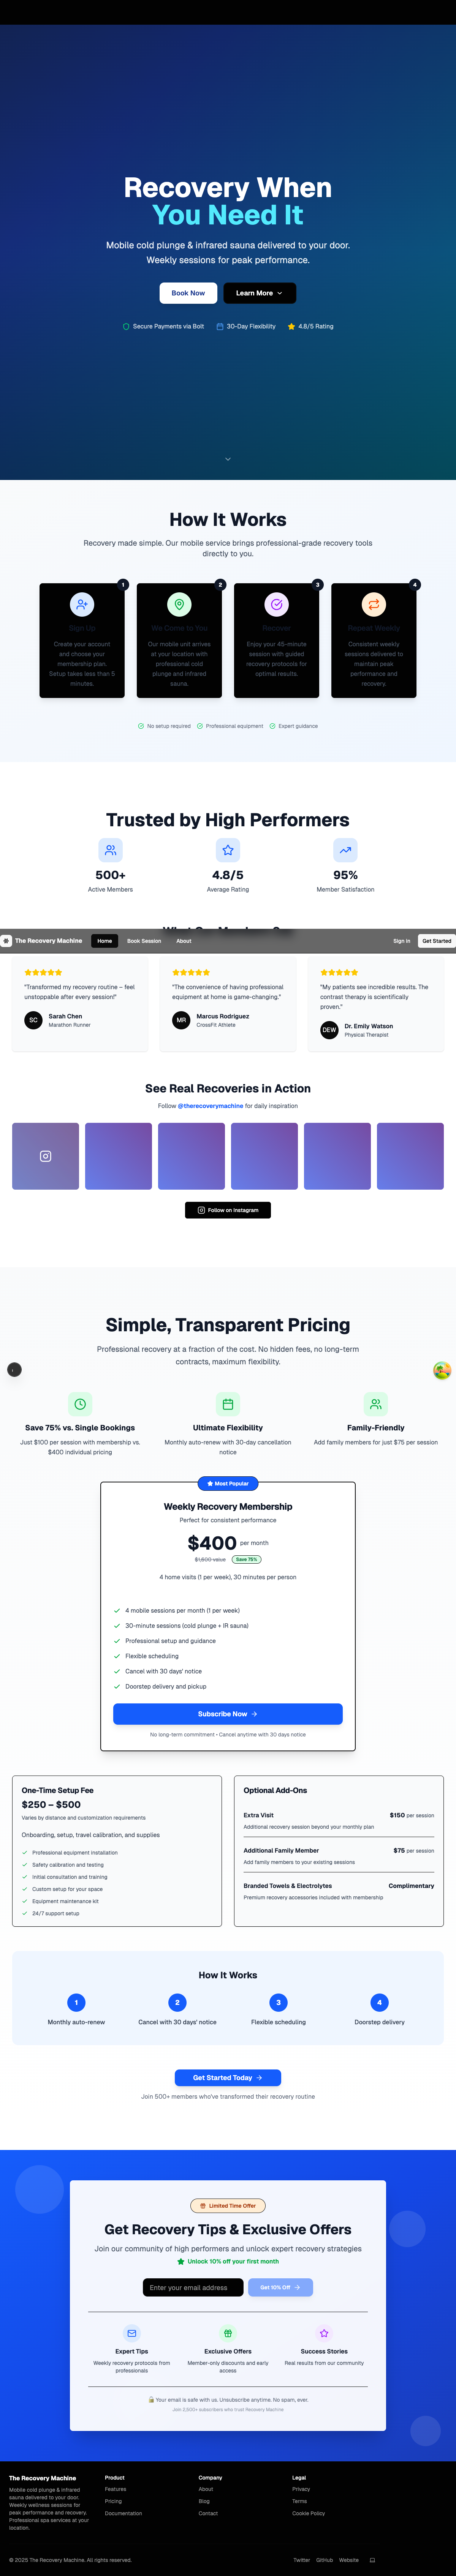 Recovery When
You Need It
Mobile cold plunge & infrared sauna delivered to your door.
Weekly sessions for peak performance.
Book Now
Learn More
Secure Payments via Bolt
30-Day Flexibility
4.8/5 Rating
How It Works
Recovery made simple. Our mobile service brings professional-grade recovery tools
directly to you.
1
2
3
4
Sign Up
We Come to You
Recover
Repeat Weekly
Create your account
and choose your
membership plan.
Setup takes less than 5
minutes.
Our mobile unit arrives
at your location with
professional cold
plunge and infrared
sauna.
Enjoy your 45-minute
session with guided
recovery protocols for
optimal results.
Consistent weekly
sessions delivered to
maintain peak
performance and
recovery.
No setup required
Professional equipment
Expert guidance
Trusted by High Performers
500+
Active Members
4.8/5
Average Rating
95%
Member Satisfaction
The Recovery Machine
Home
Book Session
About
Sign In
Get Started
"Transformed my recovery routine – feel
unstoppable after every session!"
SC
Sarah Chen
Marathon Runner
"The convenience of having professional
equipment at home is game-changing."
MR
Marcus Rodriguez
CrossFit Athlete
"My patients see incredible results. The
contrast therapy is scientifically
proven."
DEW
Dr. Emily Watson
Physical Therapist
See Real Recoveries in Action
Follow @therecoverymachine for daily inspiration
Follow on Instagram
Simple, Transparent Pricing
Professional recovery at a fraction of the cost. No hidden fees, no long-term
contracts, maximum flexibility.
Save 75% vs. Single Bookings
Just $100 per session with membership vs.
$400 individual pricing
Ultimate Flexibility
Monthly auto-renew with 30-day cancellation
notice
Family-Friendly
Add family members for just $75 per session
Most Popular
Weekly Recovery Membership
Perfect for consistent performance
$400 per month
$1,600 value
Save 75%
4 home visits (1 per week), 30 minutes per person
4 mobile sessions per month (1 per week)
30-minute sessions (cold plunge + IR sauna)
Professional setup and guidance
Flexible scheduling
Cancel with 30 days' notice
Doorstep delivery and pickup
Subscribe Now
No long-term commitment • Cancel anytime with 30 days notice
One-Time Setup Fee
$250 – $500
Varies by distance and customization requirements
Onboarding, setup, travel calibration, and supplies
Professional equipment installation
Safety calibration and testing
Initial consultation and training
Custom setup for your space
Equipment maintenance kit
24/7 support setup
Optional Add-Ons
Extra Visit
$150 per session
Additional recovery session beyond your monthly plan
Additional Family Member
$75 per session
Add family members to your existing sessions
Branded Towels & Electrolytes
Complimentary
Premium recovery accessories included with membership
How It Works
1
2
3
4
Monthly auto-renew
Cancel with 30 days' notice
Flexible scheduling
Doorstep delivery
Get Started Today
Join 500+ members who've transformed their recovery routine
Limited Time Offer
Get Recovery Tips & Exclusive Offers
Join our community of high performers and unlock expert recovery strategies
Unlock 10% off your first month
Enter your email address
Get 10% Off
Expert Tips
Weekly recovery protocols from
professionals
Exclusive Offers
Member-only discounts and early
access
Success Stories
Real results from our community
Your email is safe with us. Unsubscribe anytime. No spam, ever.
Join 2,600+ subscribers who trust Recovery Machine
The Recovery Machine
Mobile cold plunge & infrared
sauna delivered to your door.
Weekly wellness sessions for
peak performance and recovery.
Professional spa services at your
location.
Product
Features
Pricing
Documentation
Company
About
Blog
Contact
Legal
Privacy
Terms
Cookie Policy
© 2025 The Recovery Machine. All rights reserved.
Twitter
GitHub
Website